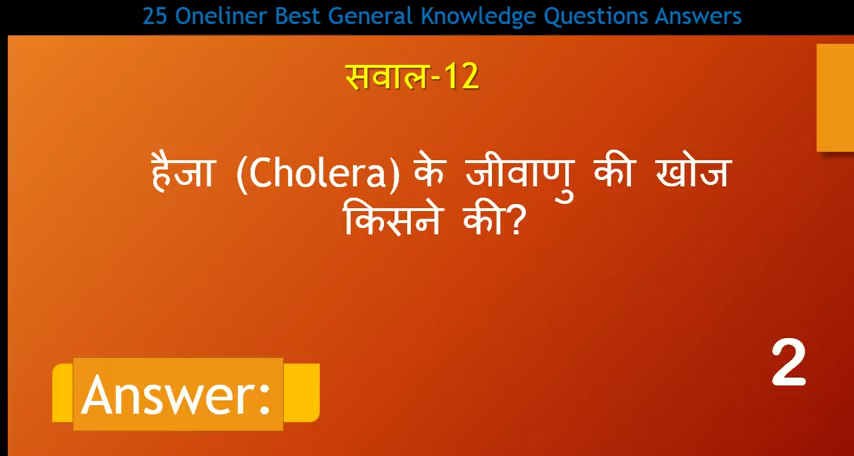 25 Oneliner Best General Knowledge Questions Answers
सवाल-12
हैजा (Cholera) के जीवाणु की खोज
किसने की?
Answer:
2